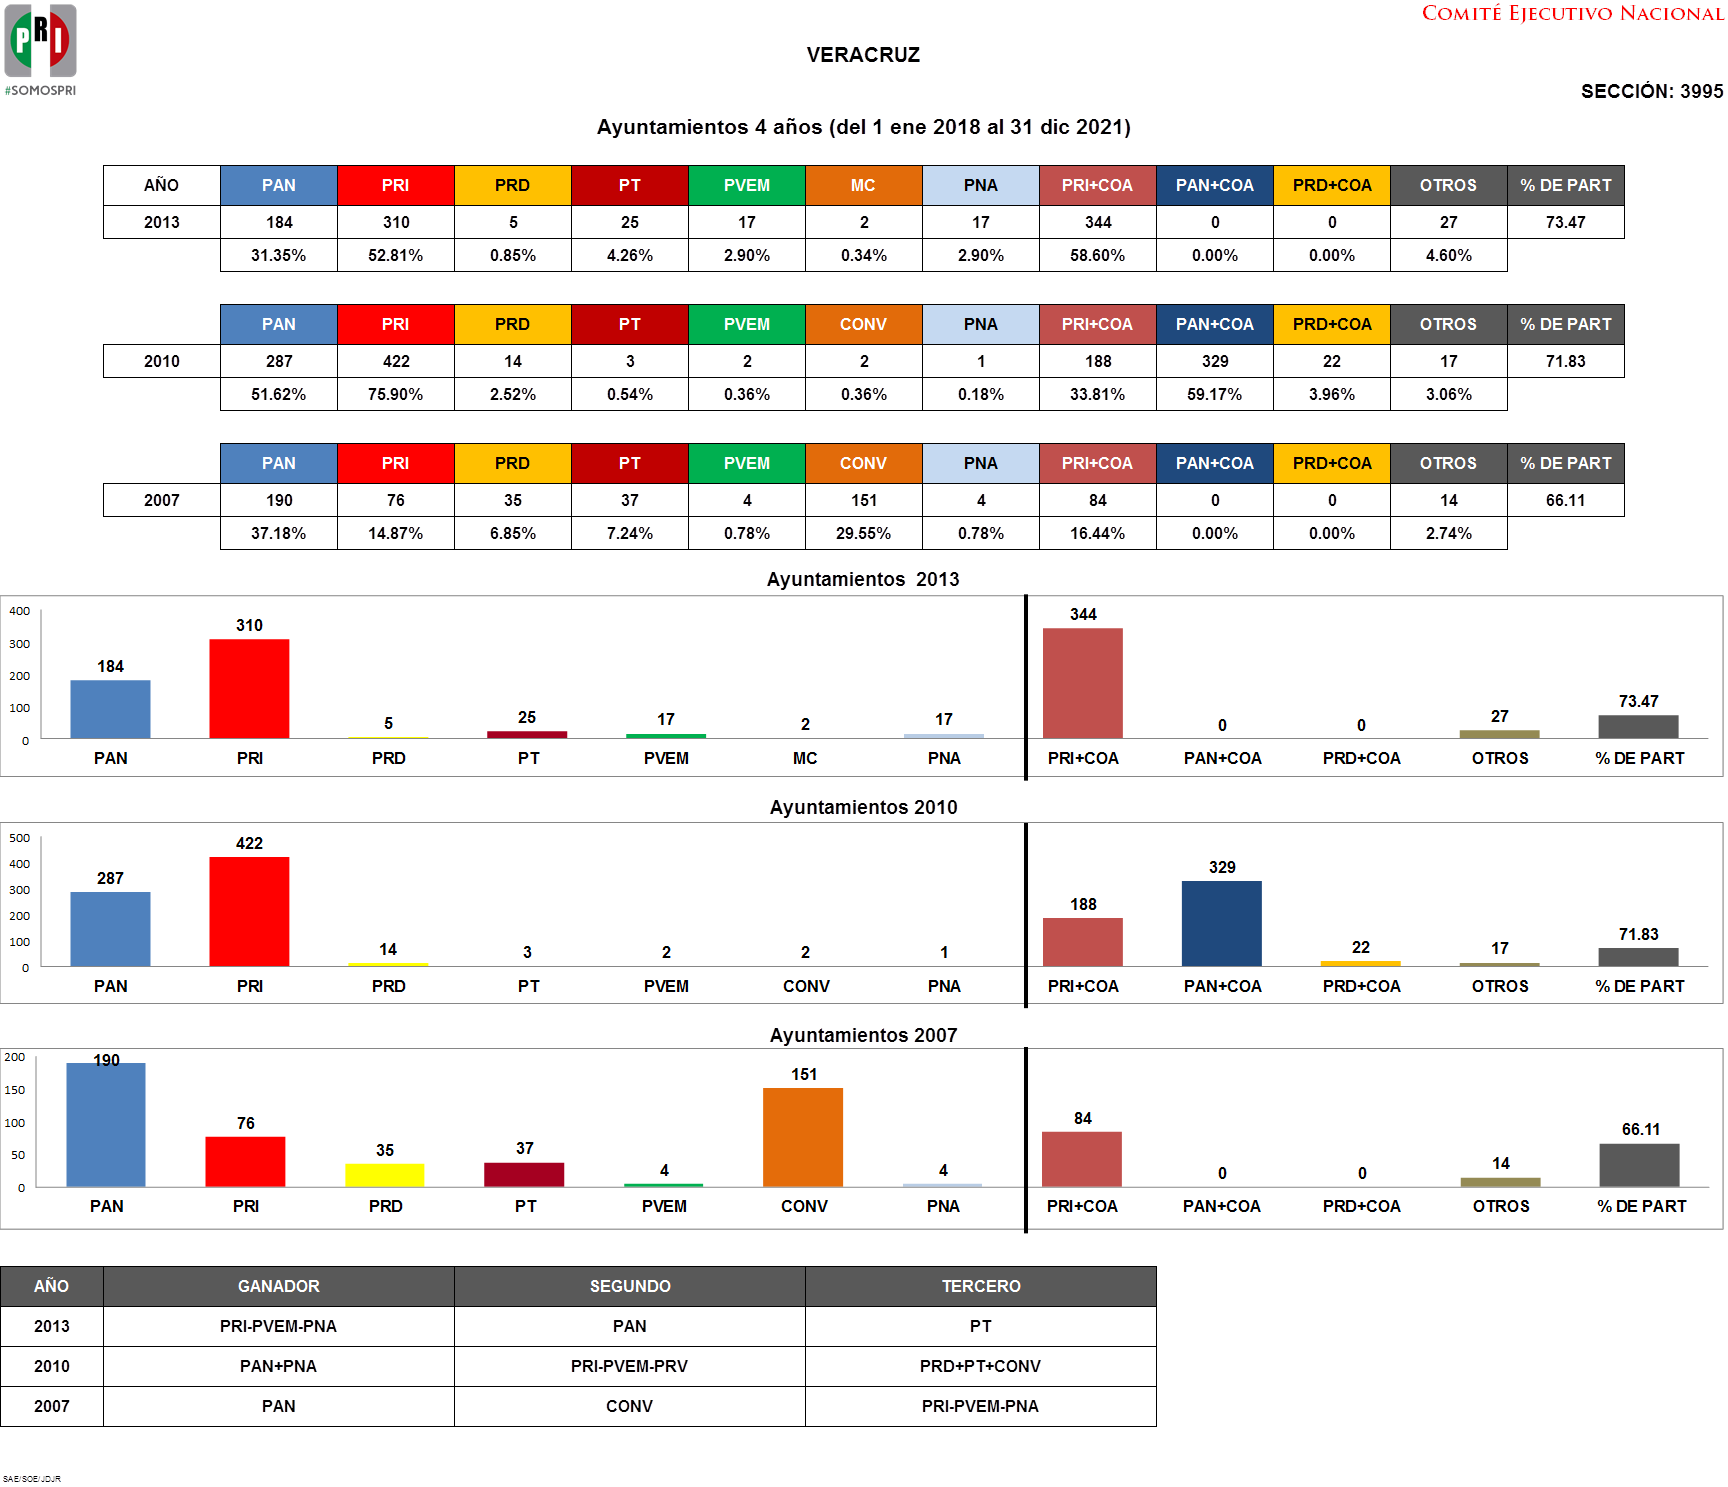 PRI
#SOMOSPRI
COMITÉ EJECUTIVO NACIONAL
VERACRUZ
SECCIÓN: 3995
Ayuntamientos 4 años (del 1 ene 2018 al 31 dic 2021)
AÑO PAN PRI PRD PT PVEM MC PNA PRI+COA PAN+COA PRD+COA OTROS % DE PART
2013 184 310 5 25 17 2 17 344 0 0 27 73.47
31.35% 52.81% 0.85% 4.26% 2.90% 0.34% 2.90% 58.60% 0.00% 0.00% 4.60%
PAN PRI PRD PT PVEM CONV PNA PRI+COA PAN+COA PRD+COA OTROS % DE PART
2010 287 422 14 3 2 2 1 188 329 22 17 71.83
51.62% 75.90% 2.52% 0.54% 0.36% 0.36% 0.18% 33.81% 59.17% 3.96% 3.06%
PAN PRI PRD PT PVEM CONV PNA PRI+COA PAN+COA PRD+COA OTROS % DE PART
2007 190 76 35 37 4 151 4 84 0 0 14 66.11
37.18% 14.87% 6.85% 7.24% 0.78% 29.55% 0.78% 16.44% 0.00% 0.00% 2.74%
Ayuntamientos 2013
400
300
200
100
0
184 310 5 25 17 2 17 344 0 0 27 73.47
PAN PRI PRD PT PVEM MC PNA PRI+COA PAN+COA PRD+COA OTROS % DE PART
Ayuntamientos 2010
500
400
300
200
100
0
287 422 14 3 2 2 1 188 329 22 17 71.83
PAN PRI PRD PT PVEM CONV PNA PRI+COA PAN+COA PRD+COA OTROS % DE PART
Ayuntamientos 2007
200
150
100
50
0
190 76 35 37 4 151 4 84 0 0 14 66.11
PAN PRI PRD PT PVEM CONV PNA PRI+COA PAN+COA PRD+COA OTROS % DE PART
AÑO GANADOR SEGUNDO TERCERO
2013 PRI-PVEM-PNA PAN PT
2010 PAN+PNA PRI-PVEM-PRV PRD+PT+CONV
2007 PAN CONV PRI-PVEM-PNA
SAE/SOE/JDJR